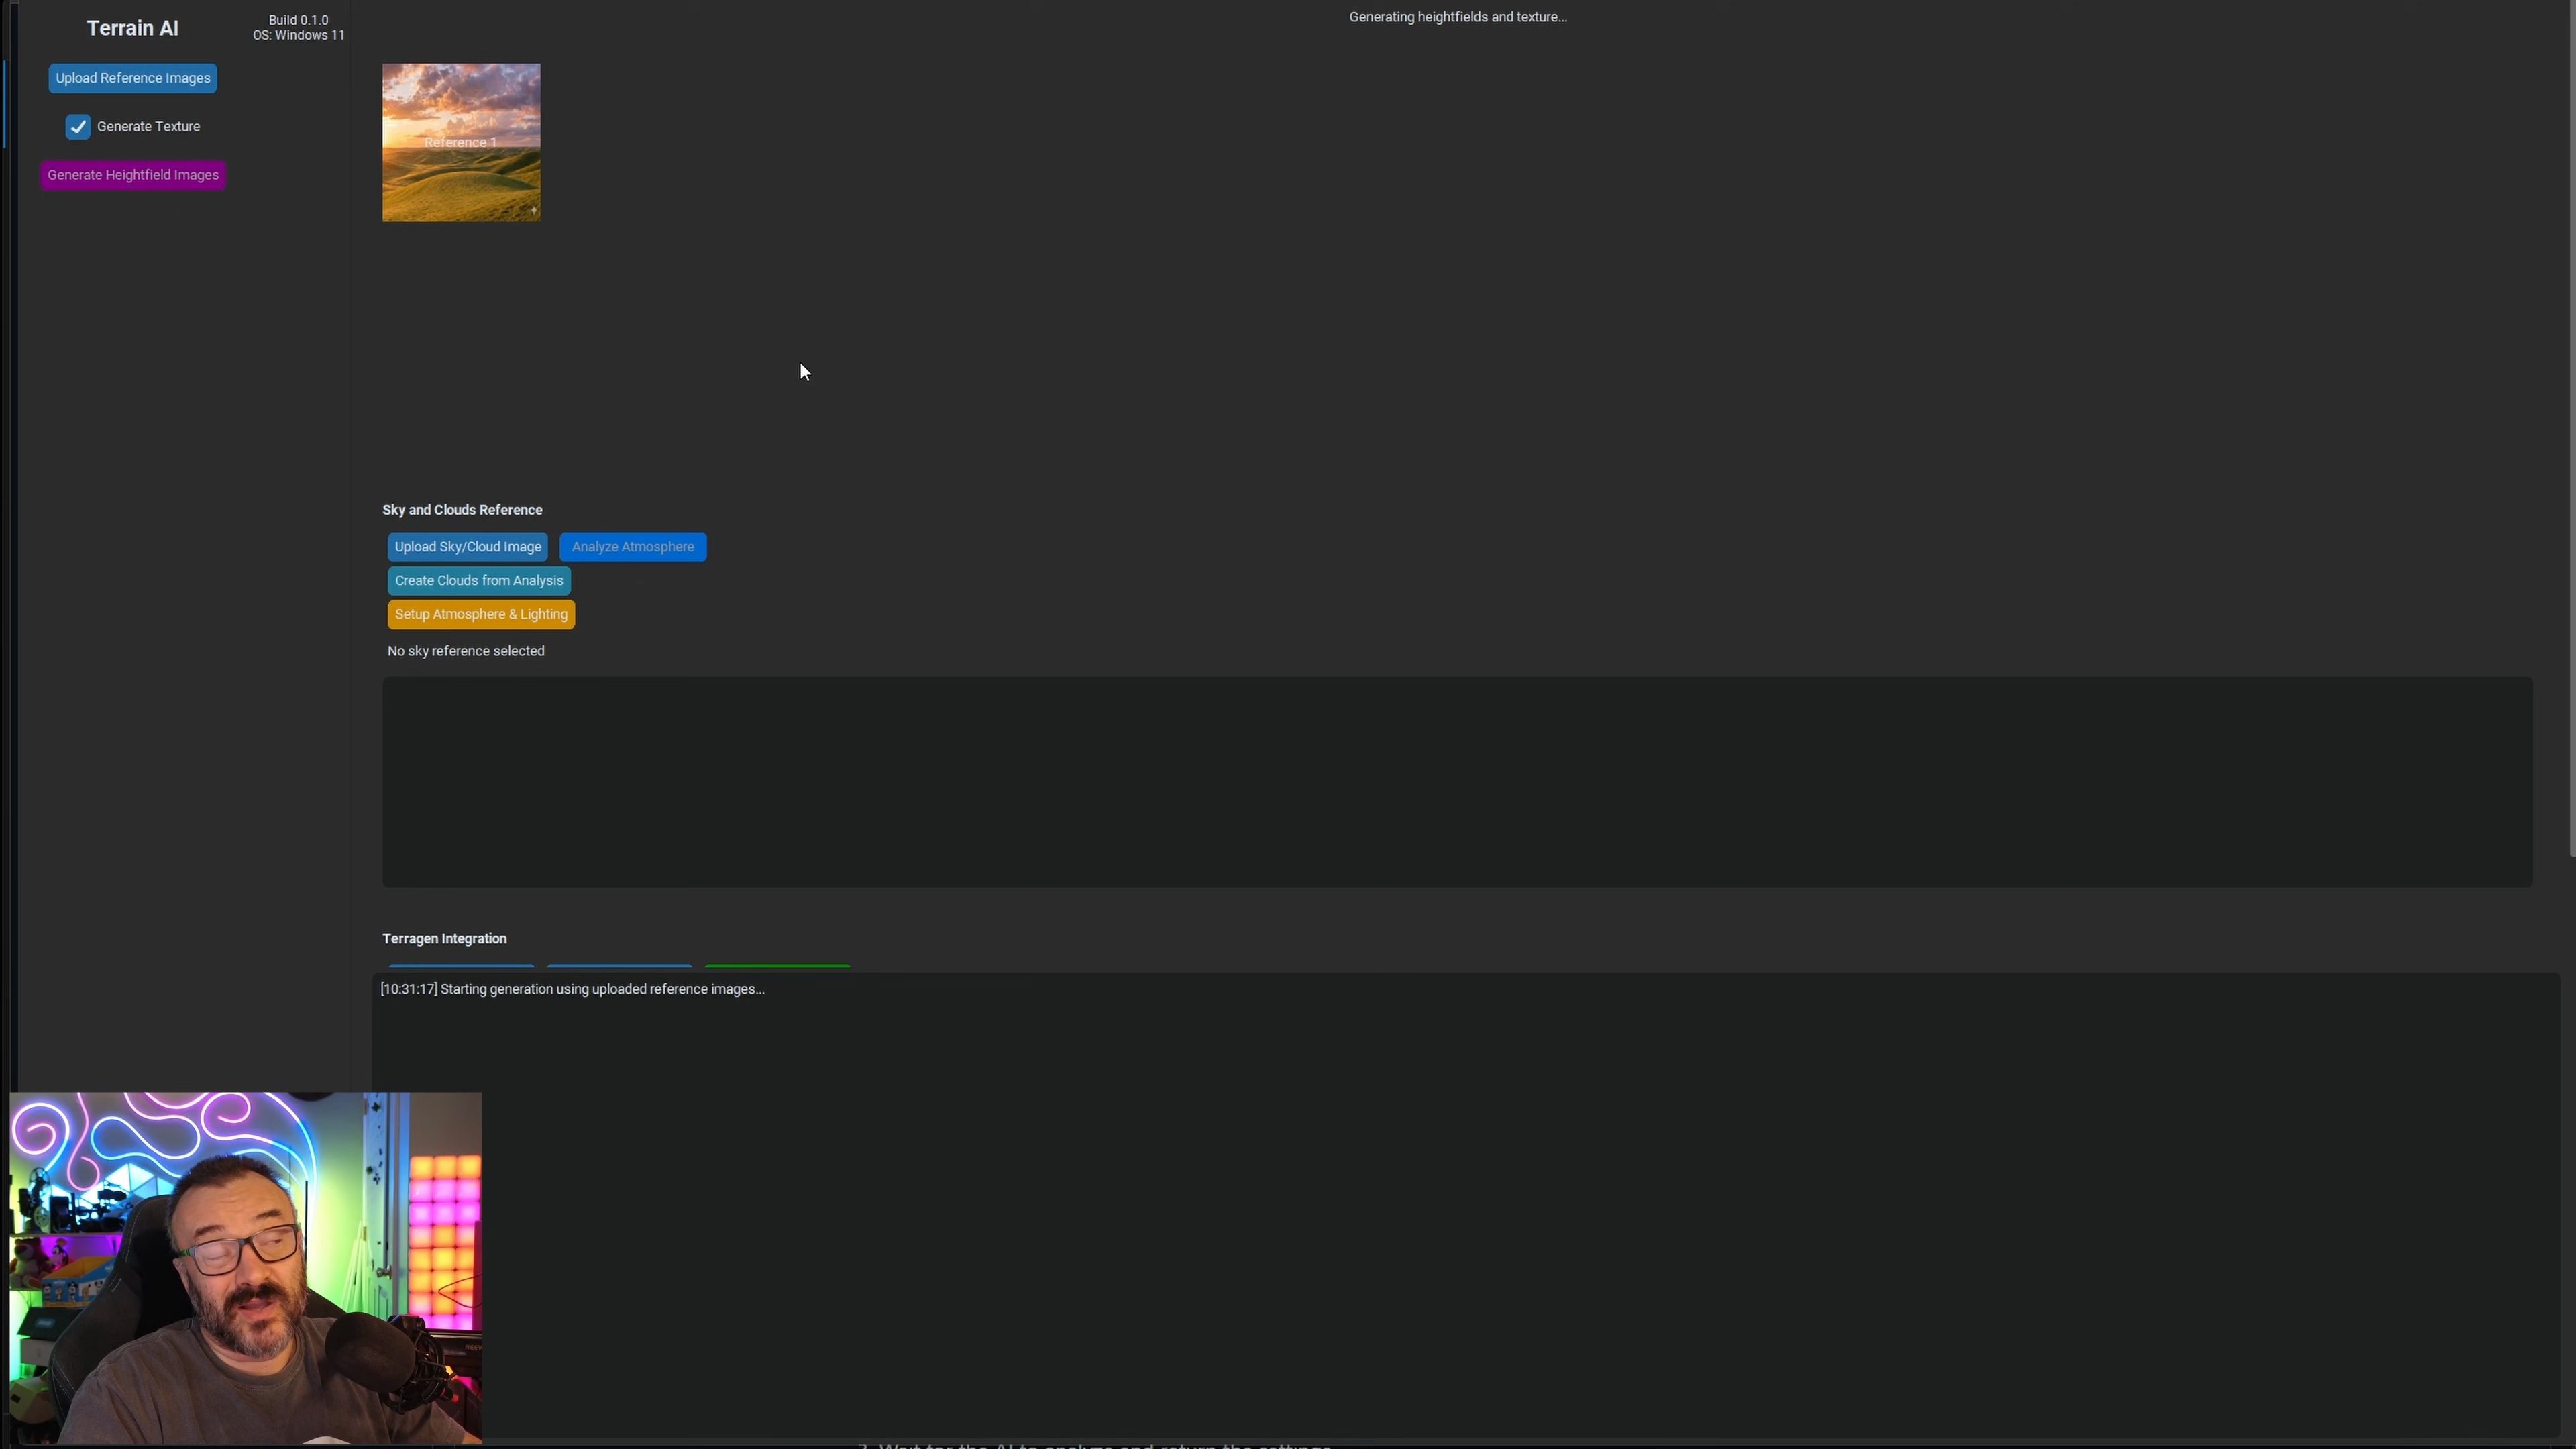 Terrain AI
Build 0.1.0
OS: Windows 11
Upload Reference Images
Generate Texture
Generate Heightfield Images
Generating heightfields and texture...
Reference 1
Sky and Clouds Reference
Upload Sky/Cloud Image
Analyze Atmosphere
Create Clouds from Analysis
Setup Atmosphere & Lighting
No sky reference selected
Terragen Integration
[10:31:17] Starting generation using uploaded reference images...